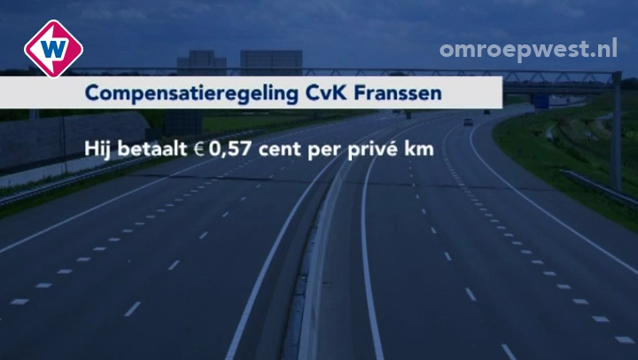 W
omroepwest.nl
Compensatieregeling CvK Franssen
Hij betaalt € 0,57 cent per privé km